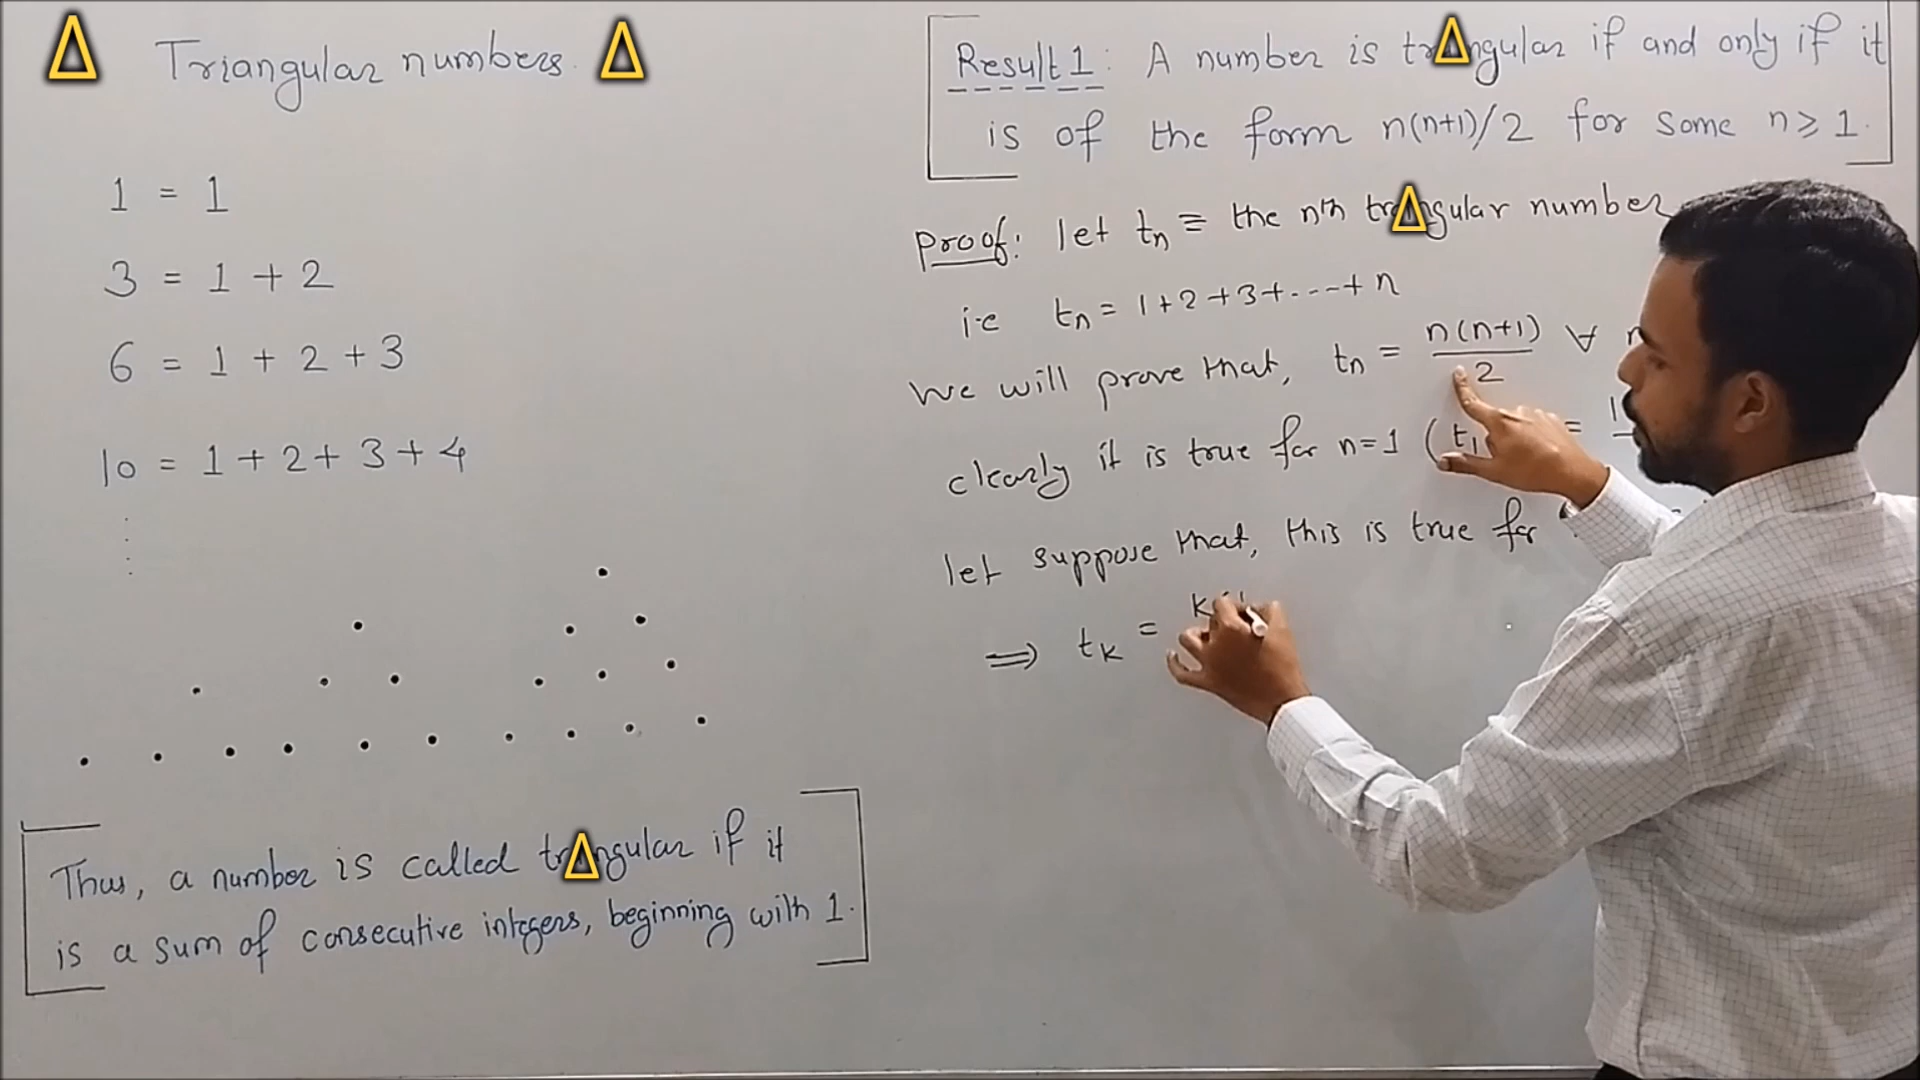 Δ Triangular numbers. Δ
1 = 1
3 = 1 + 2
6 = 1 + 2 + 3
10 = 1 + 2 + 3 + 4
Thus, a number is called triΔngular if it
is a sum of consecutive integers, beginning with 1.
Result 1: A number is triΔngular if and only if it
is of the form n(n+1)/2 for some n ≥ 1.
Proof: let tn ≡ the nth triΔngular number
i.e tn = 1+2+3+----+ n
We will prove that, tn = n(n+1)/2 ∀
clearly it is true for n=1 (t1 =
let suppose that, this is true for
⟹ tk = k